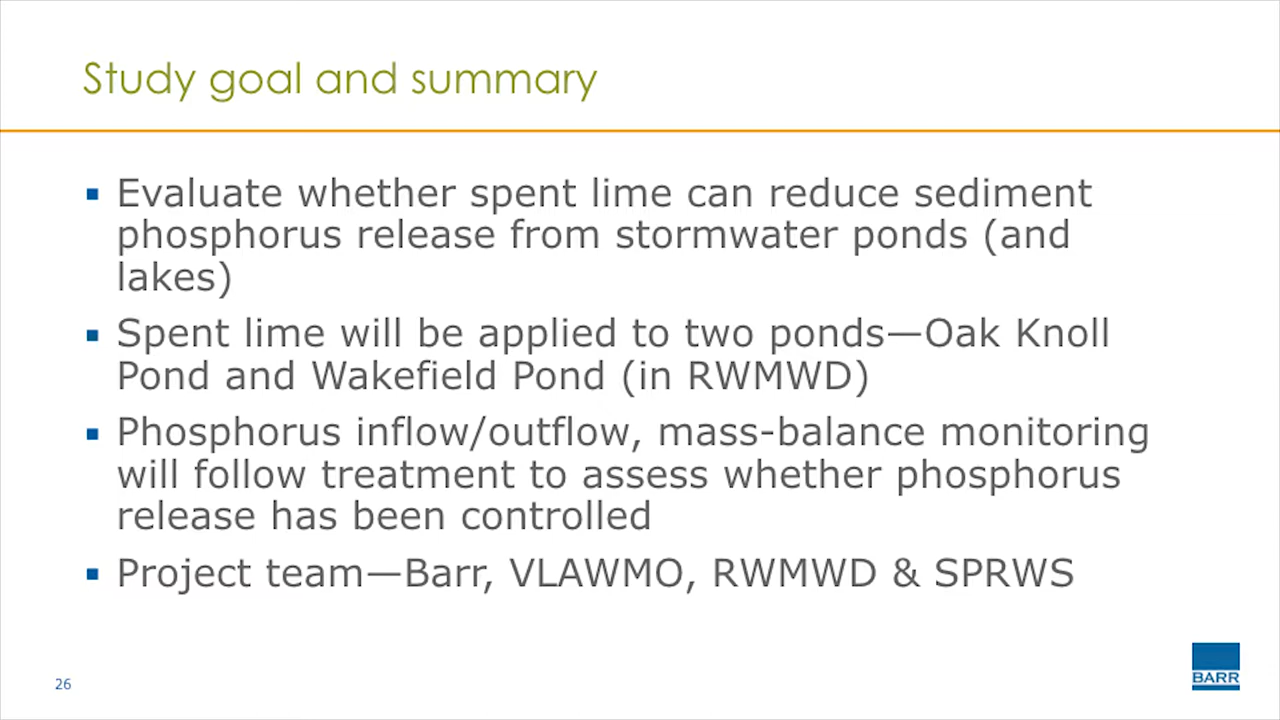 Study goal and summary
Evaluate whether spent lime can reduce sediment
phosphorus release from stormwater ponds (and
lakes)
Spent lime will be applied to two ponds—Oak Knoll
Pond and Wakefield Pond (in RWMWD)
Phosphorus inflow/outflow, mass-balance monitoring
will follow treatment to assess whether phosphorus
release has been controlled
Project team—Barr, VLAWMO, RWMWD & SPRWS
26
BARR